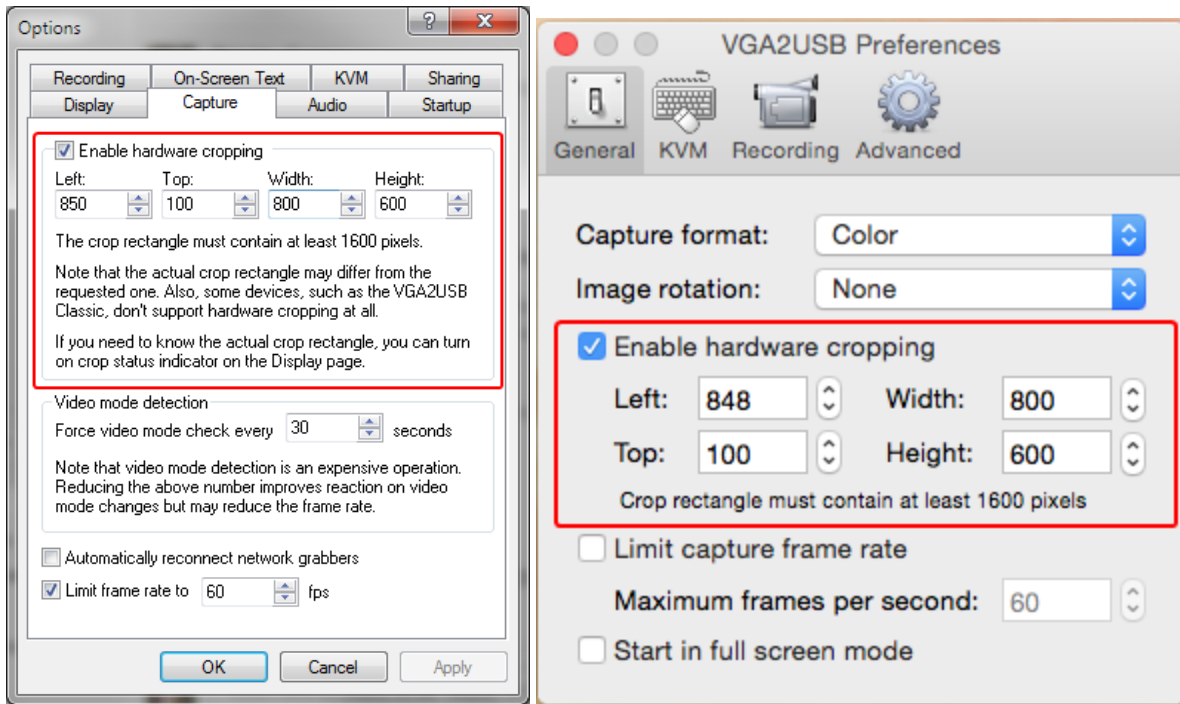 Options
?
X
Recording On-Screen Text KVM Sharing
Display Capture Audio Startup
Enable hardware cropping
Left: Top: Width: Height:
850 100 800 600
The crop rectangle must contain at least 1600 pixels.
Note that the actual crop rectangle may differ from the
requested one. Also, some devices, such as the VGA2USB
Classic, don't support hardware cropping at all.
If you need to know the actual crop rectangle, you can turn
on crop status indicator on the Display page.
Video mode detection
Force video mode check every 30 seconds
Note that video mode detection is an expensive operation.
Reducing the above number improves reaction on video
mode changes but may reduce the frame rate.
Automatically reconnect network grabbers
Limit frame rate to 60 fps
OK Cancel Apply
VGA2USB Preferences
General KVM Recording Advanced
Capture format: Color
Image rotation: None
Enable hardware cropping
Left: 848 Width: 800
Top: 100 Height: 600
Crop rectangle must contain at least 1600 pixels
Limit capture frame rate
Maximum frames per second: 60
Start in full screen mode